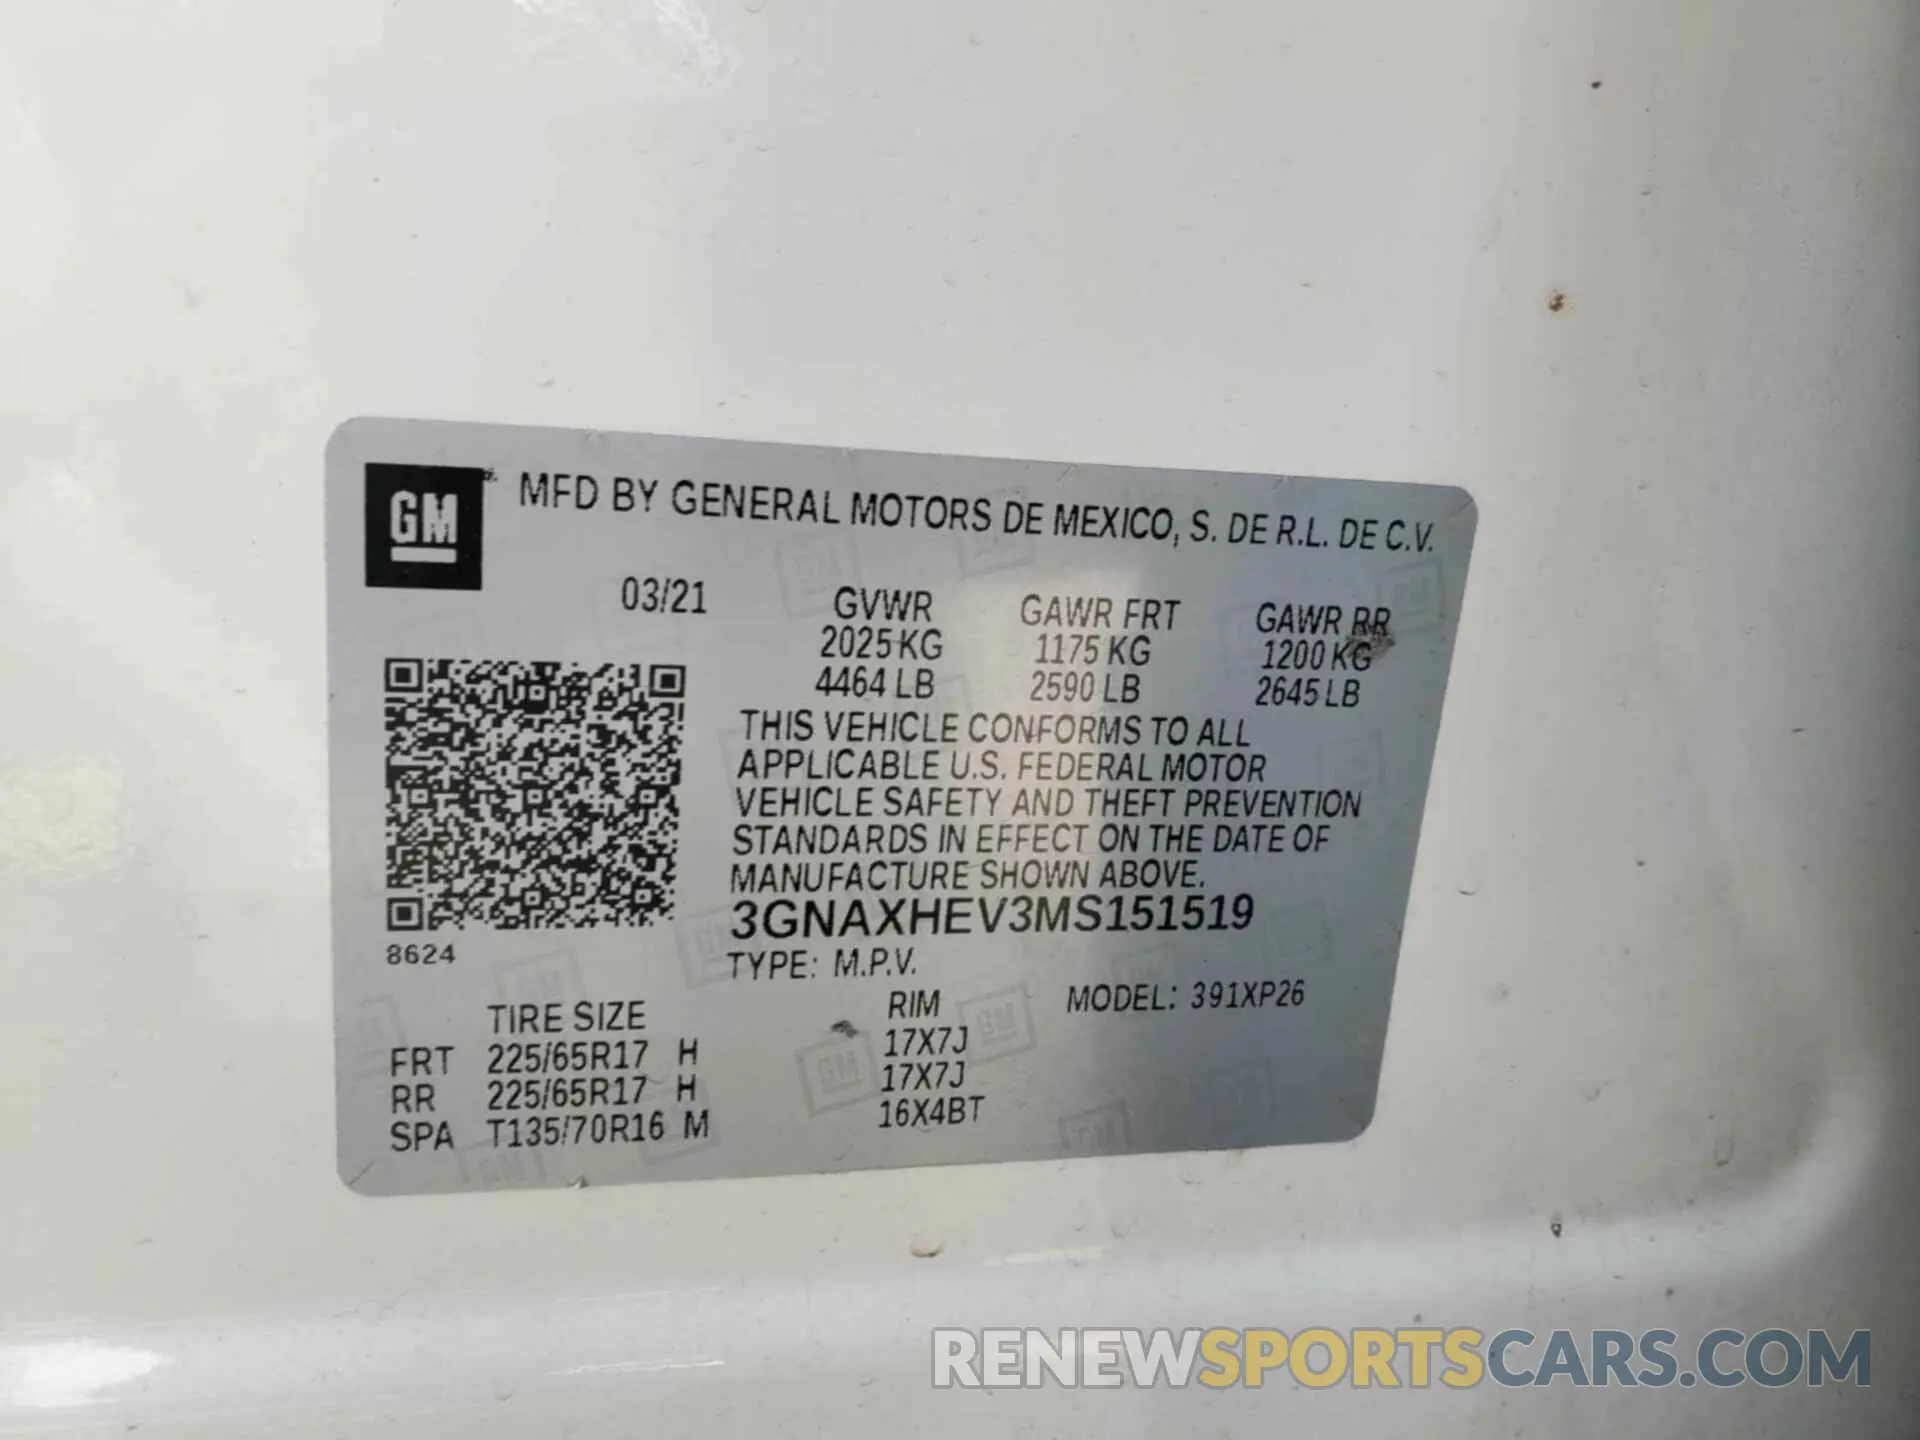 GM
MFD BY GENERAL MOTORS DE MEXICO, S. DE R.L. DE C.V.
03/21 GVWR GAWR FRT GAWR RR
2025 KG 1175 KG 1200 KG
4464 LB 2590 LB 2645 LB
THIS VEHICLE CONFORMS TO ALL
APPLICABLE U.S. FEDERAL MOTOR
VEHICLE SAFETY AND THEFT PREVENTION
STANDARDS IN EFFECT ON THE DATE OF
MANUFACTURE SHOWN ABOVE.
3GNAXHEV3MS151519
8624
TYPE: M.P.V.
TIRE SIZE RIM MODEL: 391XP26
FRT 225/65R17 H 17X7J
RR 225/65R17 H 17X7J
SPA T135/70R16 M 16X4BT
RENEWSPORTSCARS.COM